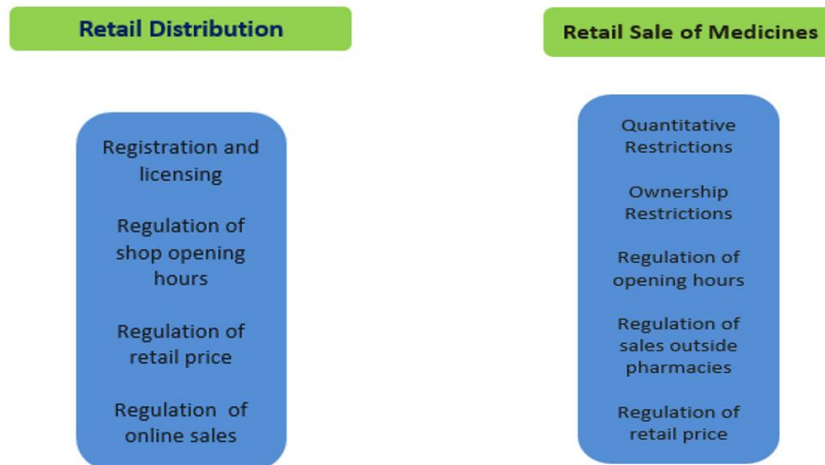 Retail Distribution
Registration and
licensing
Regulation of
shop opening
hours
Regulation of
retail price
Regulation of
online sales
Retail Sale of Medicines
Quantitative
Restrictions
Ownership
Restrictions
Regulation of
opening hours
Regulation of
sales outside
pharmacies
Regulation of
retail price